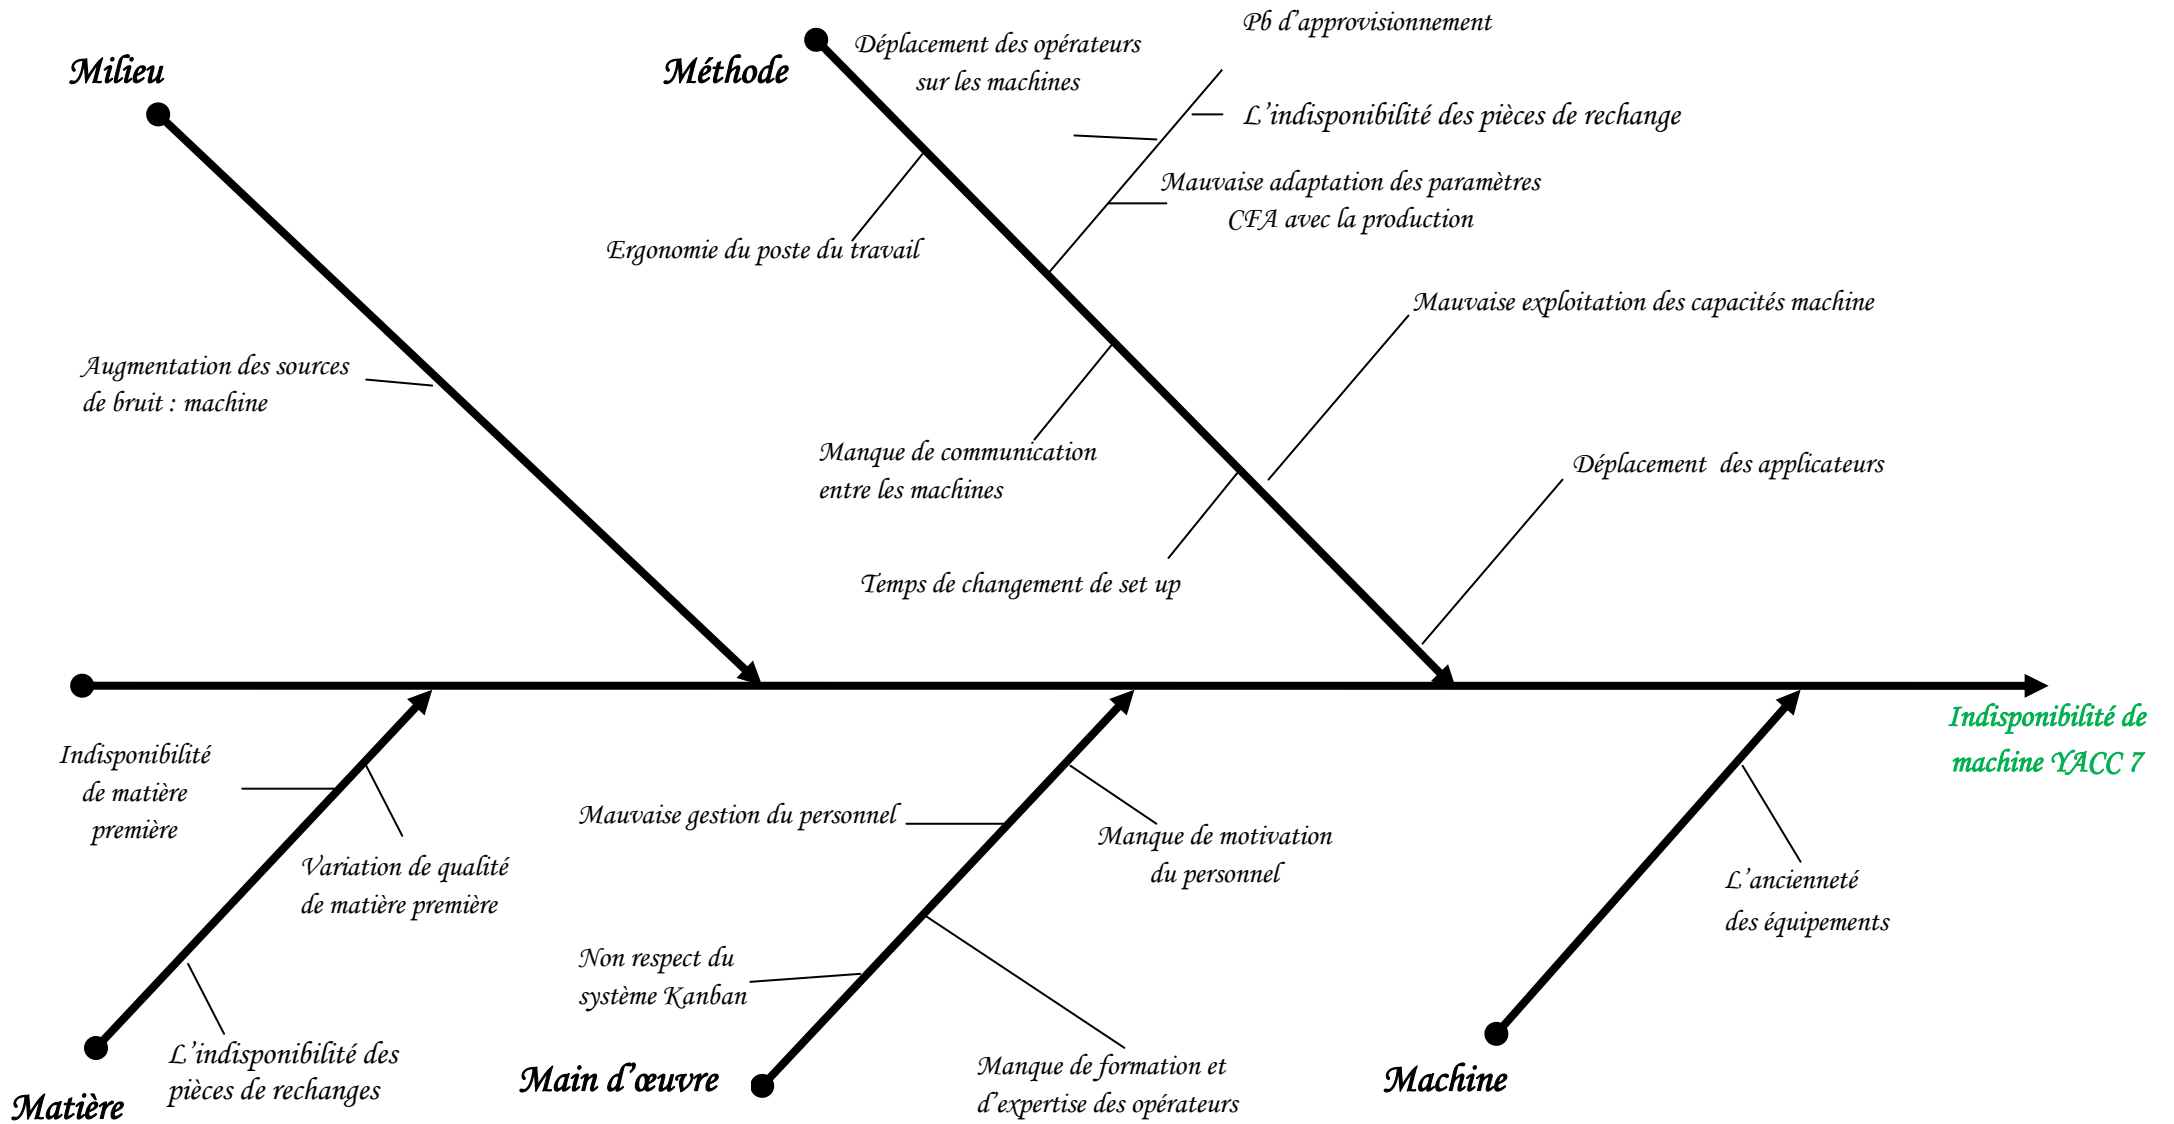 Milieu
Méthode
Déplacement des opérateurs
sur les machines
Pb d’approvisionnement
L’indisponibilité des pièces de rechange
Mauvaise adaptation des paramètres
CFA avec la production
Ergonomie du poste du travail
Mauvaise exploitation des capacités machine
Augmentation des sources
de bruit : machine
Manque de communication
entre les machines
Déplacement des applicateurs
Temps de changement de set up
Indisponibilité de
machine YACC 7
Indisponibilité
de matière
première
Variation de qualité
de matière première
Mauvaise gestion du personnel
Manque de motivation
du personnel
L’ancienneté
des équipements
Non respect du
système Kanban
L’indisponibilité des
pièces de rechanges
Manque de formation et
d’expertise des opérateurs
Matière
Main d’œuvre
Machine